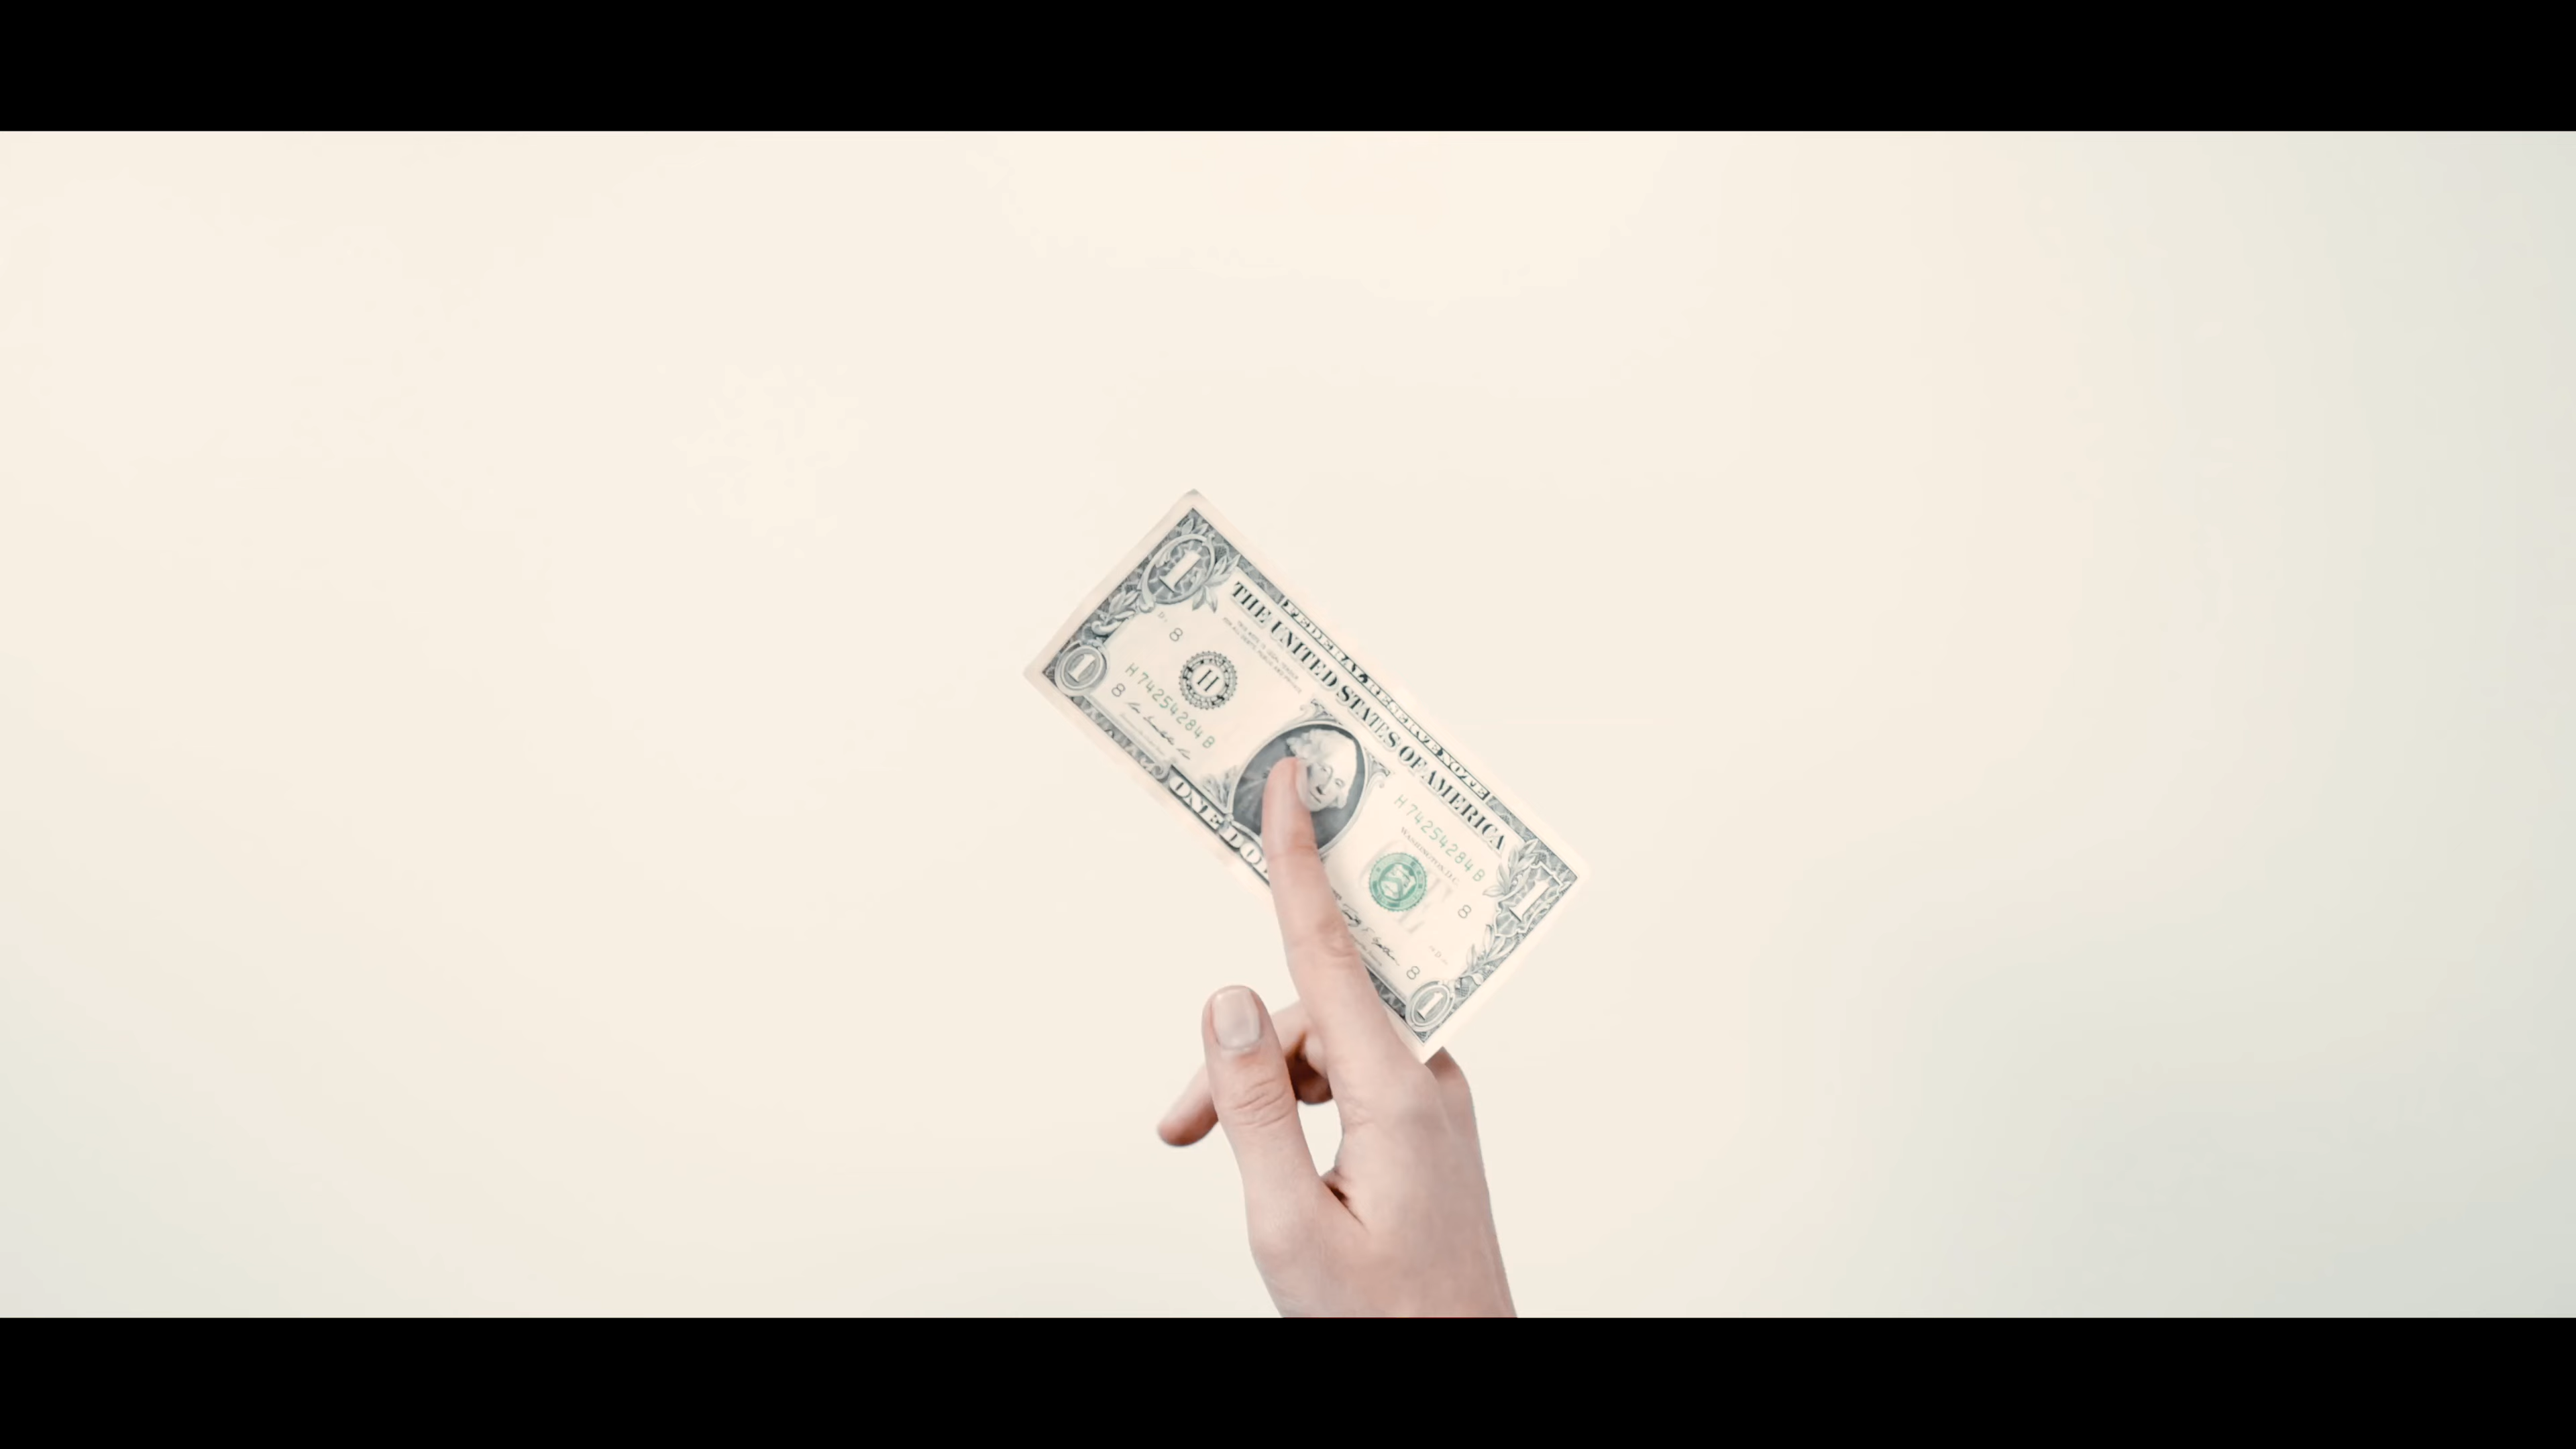 FEDERAL RESERVE NOTE
THE UNITED STATES OF AMERICA
1
1
8
H
H 74254284 B
8
H 74254284 B
WASHINGTON, D.C.
8
8
1
1
ONE